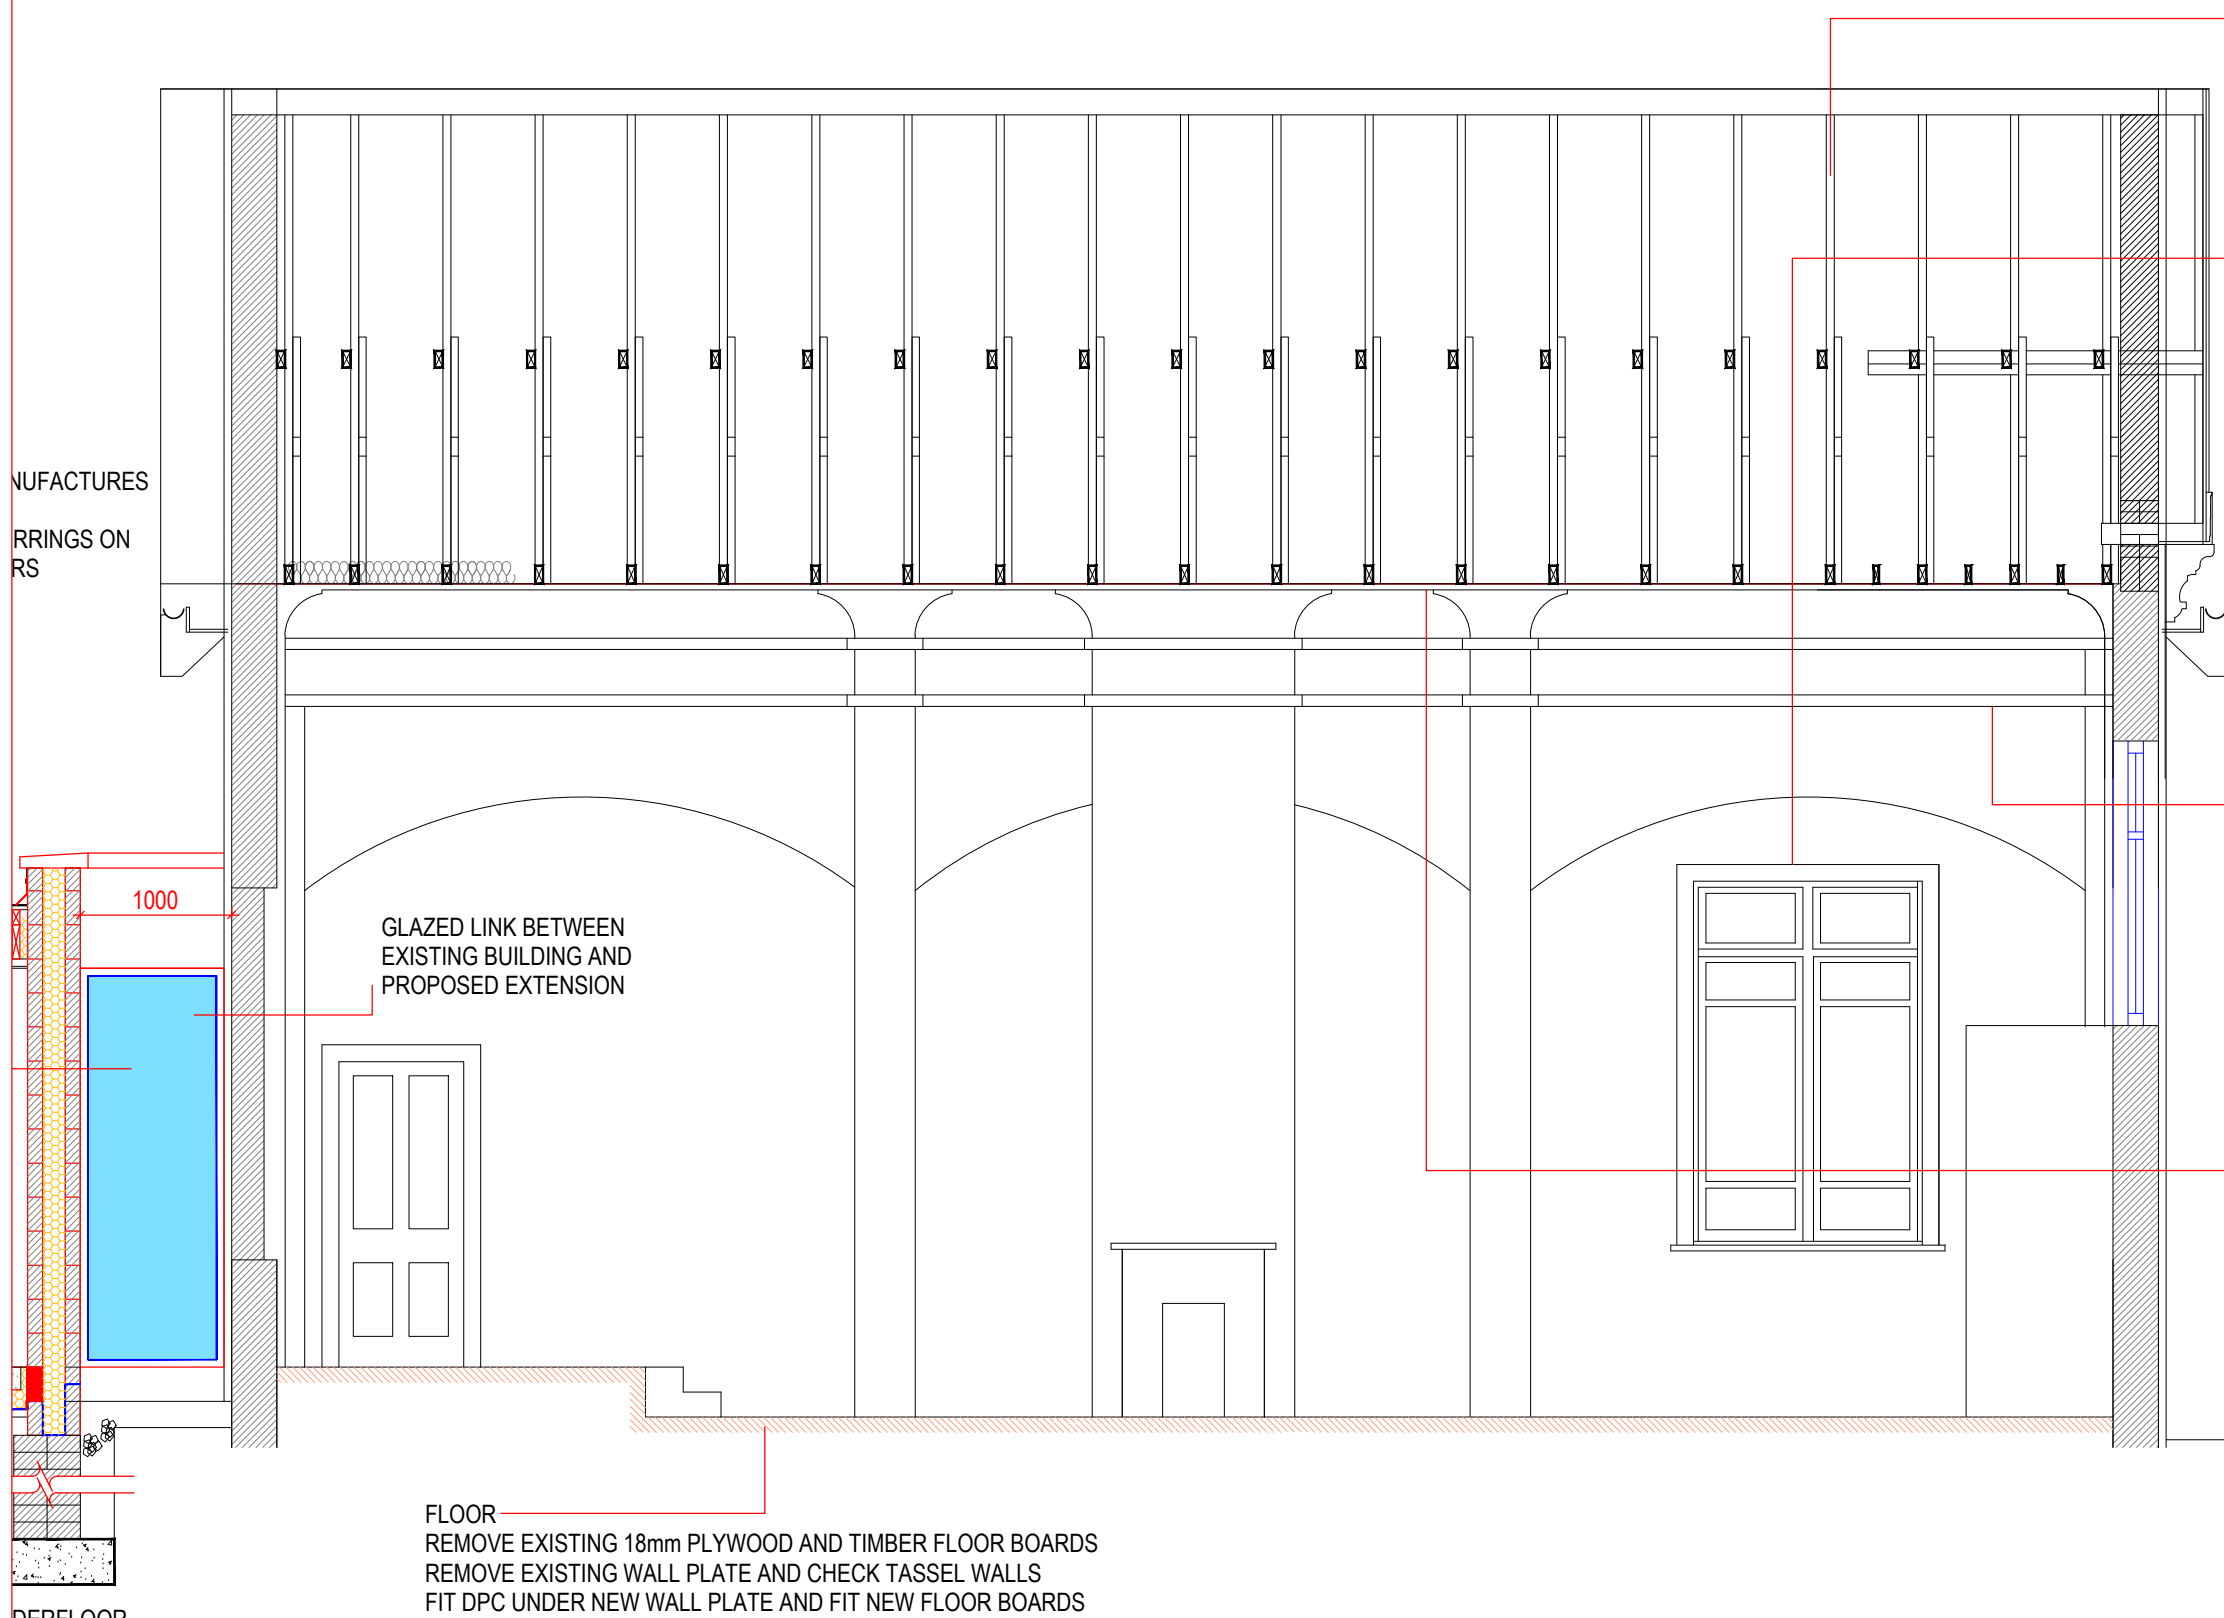 NUFACTURES
RRINGS ON
RS
1000
GLAZED LINK BETWEEN
EXISTING BUILDING AND
PROPOSED EXTENSION
FLOOR
REMOVE EXISTING 18mm PLYWOOD AND TIMBER FLOOR BOARDS
REMOVE EXISTING WALL PLATE AND CHECK TASSEL WALLS
FIT DPC UNDER NEW WALL PLATE AND FIT NEW FLOOR BOARDS
DERFLOOR